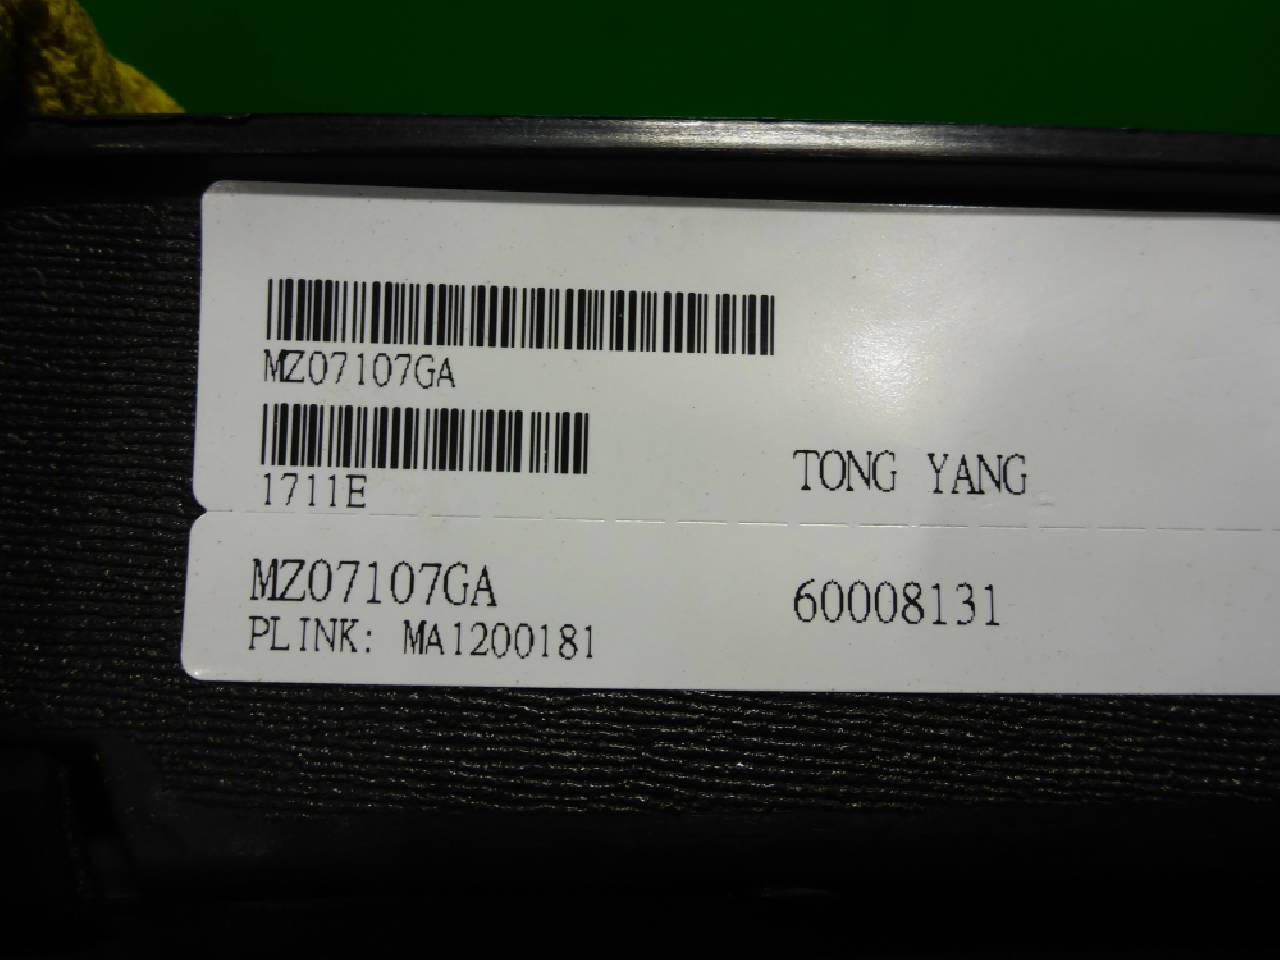 MZ07107GA
1711E
TONG YANG
MZ07107GA
60008131
PLINK: MA1200181